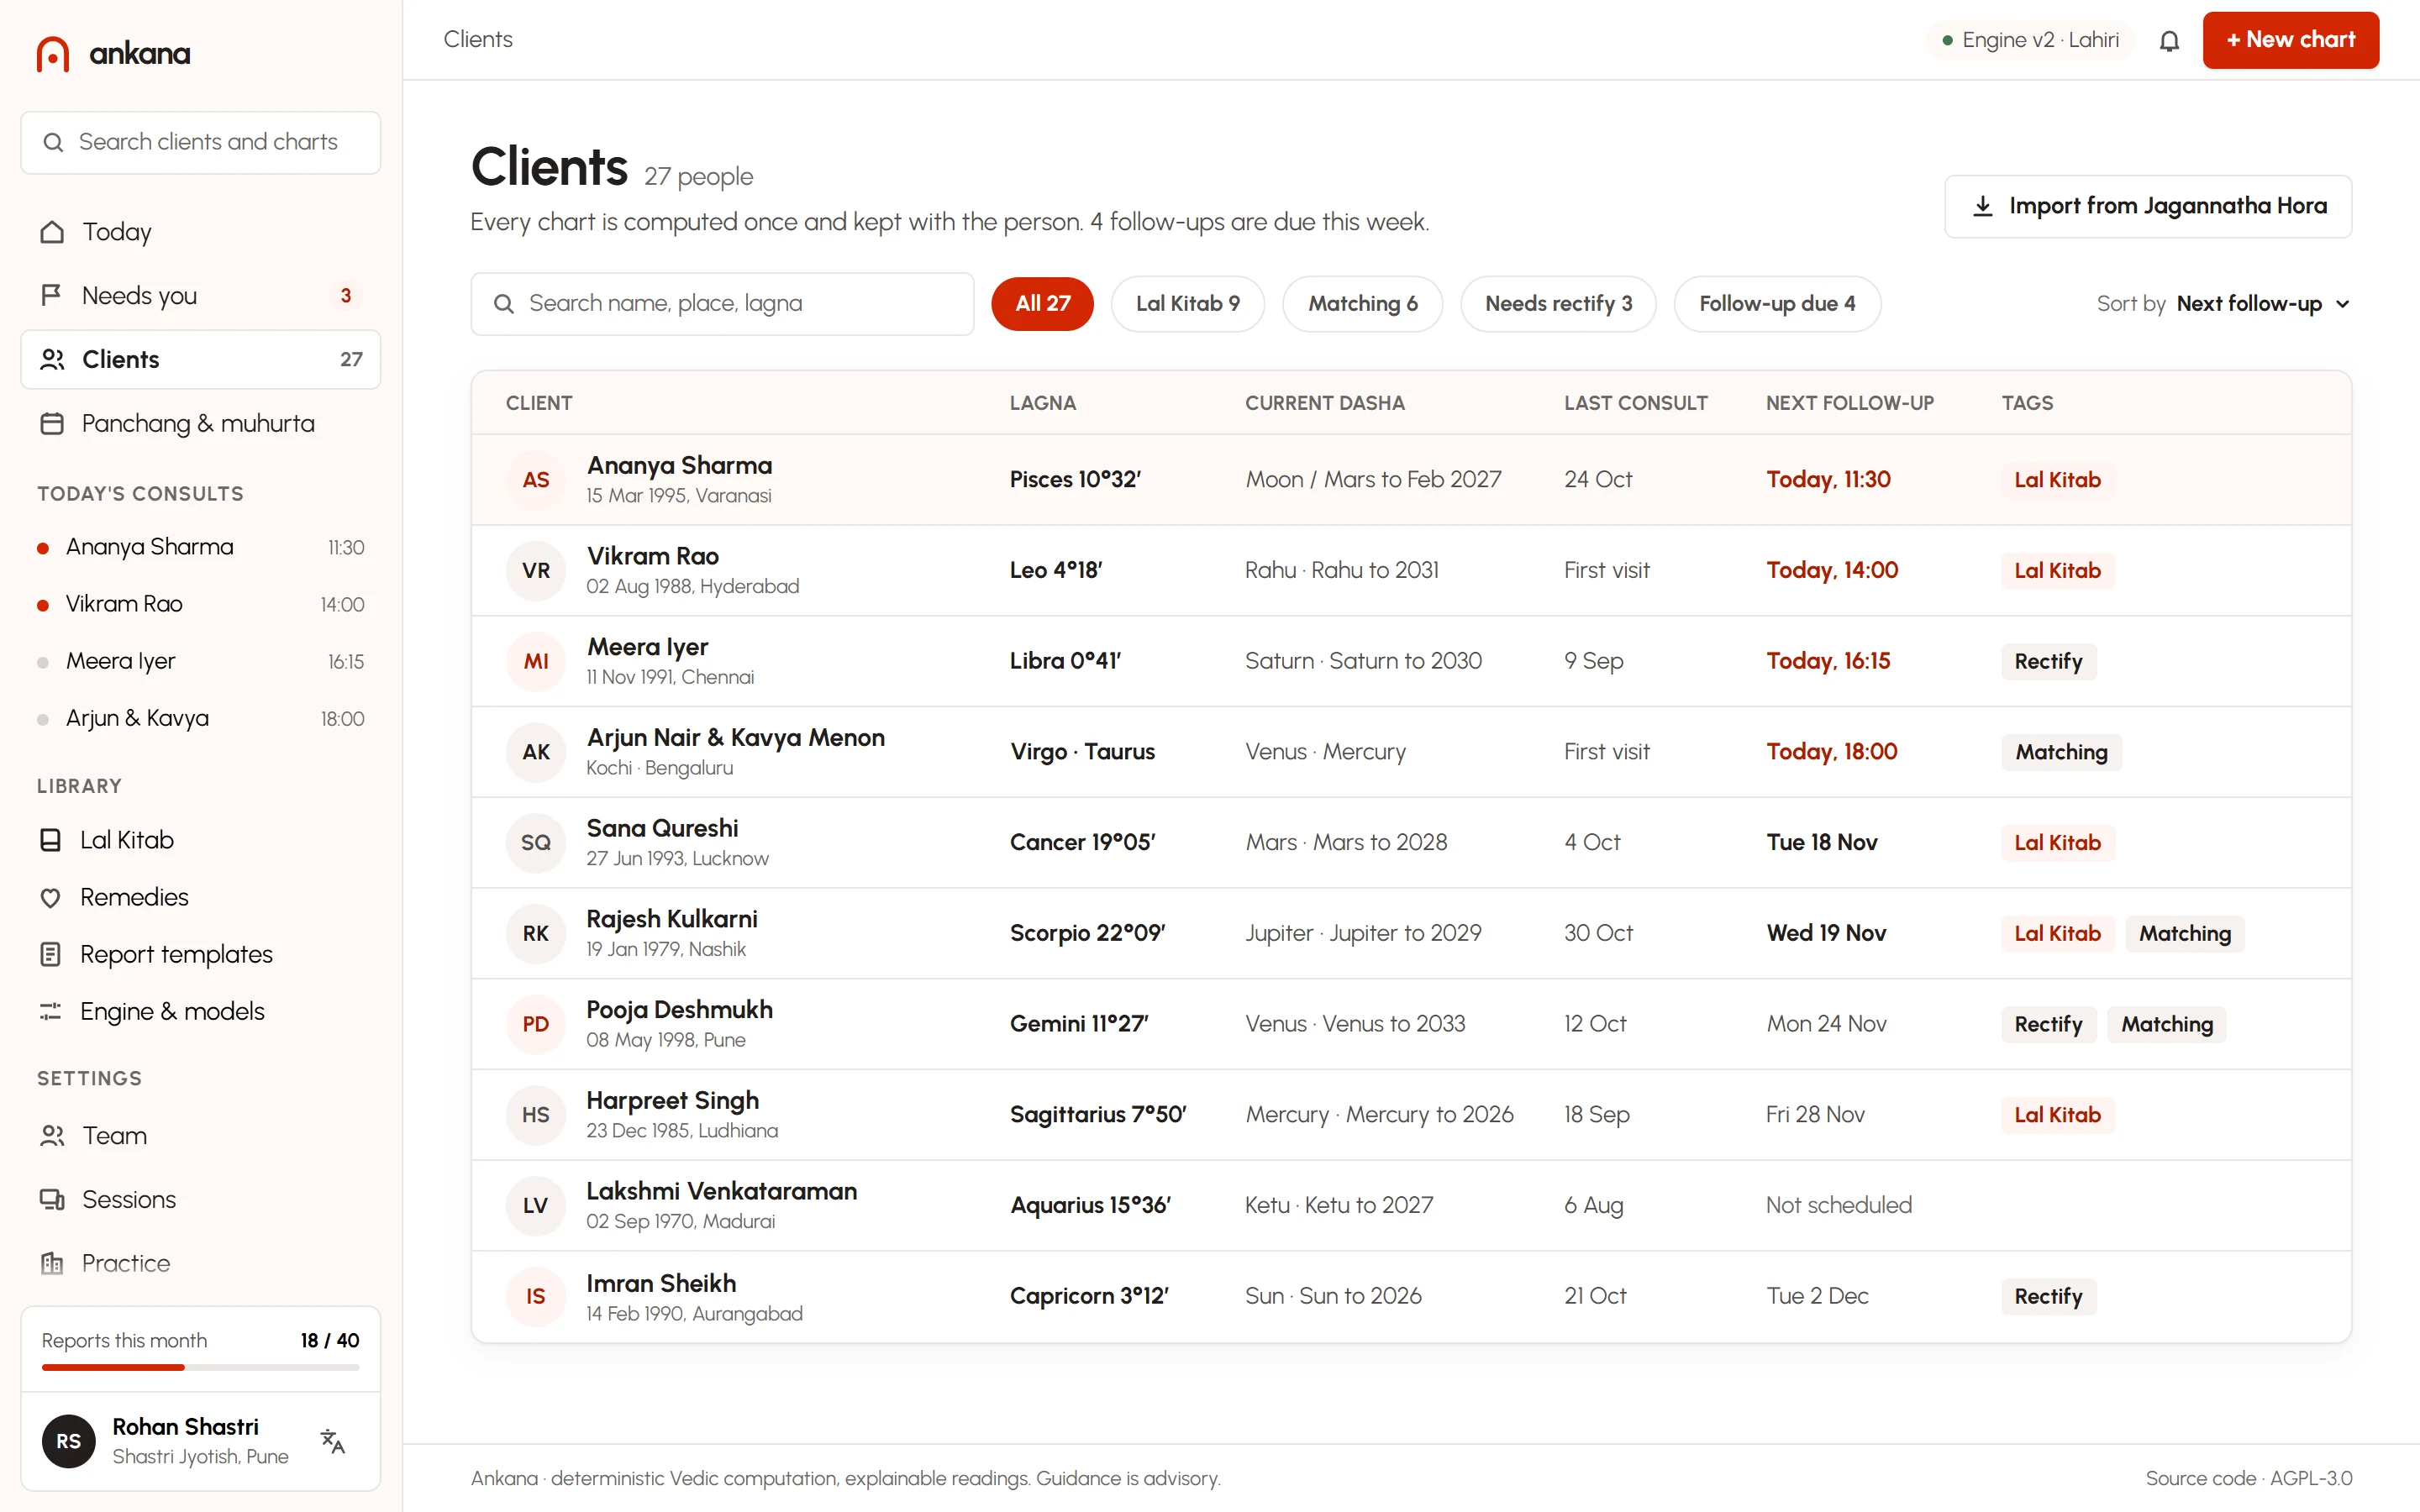 ankana
Search clients and charts
Today
Needs you 3
Clients 27
Panchang & muhurta
TODAY'S CONSULTS
Ananya Sharma 11:30
Vikram Rao 14:00
Meera Iyer 16:15
Arjun & Kavya 18:00
LIBRARY
Lal Kitab
Remedies
Report templates
Engine & models
SETTINGS
Team
Sessions
Practice
Reports this month 18 / 40
RS
Rohan Shastri
Shastri Jyotish, Pune
Clients
Engine v2 · Lahiri
+ New chart
Clients 27 people
Every chart is computed once and kept with the person. 4 follow-ups are due this week.
Import from Jagannatha Hora
Search name, place, lagna
All 27 Lal Kitab 9 Matching 6 Needs rectify 3 Follow-up due 4
Sort by Next follow-up
CLIENT LAGNA CURRENT DASHA LAST CONSULT NEXT FOLLOW-UP TAGS
AS Ananya Sharma Pisces 10°32′ Moon / Mars to Feb 2027 24 Oct Today, 11:30 Lal Kitab
15 Mar 1995, Varanasi
VR Vikram Rao Leo 4°18′ Rahu · Rahu to 2031 First visit Today, 14:00 Lal Kitab
02 Aug 1988, Hyderabad
MI Meera Iyer Libra 0°41′ Saturn · Saturn to 2030 9 Sep Today, 16:15 Rectify
11 Nov 1991, Chennai
AK Arjun Nair & Kavya Menon Virgo · Taurus Venus · Mercury First visit Today, 18:00 Matching
Kochi · Bengaluru
SQ Sana Qureshi Cancer 19°05′ Mars · Mars to 2028 4 Oct Tue 18 Nov Lal Kitab
27 Jun 1993, Lucknow
RK Rajesh Kulkarni Scorpio 22°09′ Jupiter · Jupiter to 2029 30 Oct Wed 19 Nov Lal Kitab Matching
19 Jan 1979, Nashik
PD Pooja Deshmukh Gemini 11°27′ Venus · Venus to 2033 12 Oct Mon 24 Nov Rectify Matching
08 May 1998, Pune
HS Harpreet Singh Sagittarius 7°50′ Mercury · Mercury to 2026 18 Sep Fri 28 Nov Lal Kitab
23 Dec 1985, Ludhiana
LV Lakshmi Venkataraman Aquarius 15°36′ Ketu · Ketu to 2027 6 Aug Not scheduled
02 Sep 1970, Madurai
IS Imran Sheikh Capricorn 3°12′ Sun · Sun to 2026 21 Oct Tue 2 Dec Rectify
14 Feb 1990, Aurangabad
Ankana · deterministic Vedic computation, explainable readings. Guidance is advisory.
Source code · AGPL-3.0